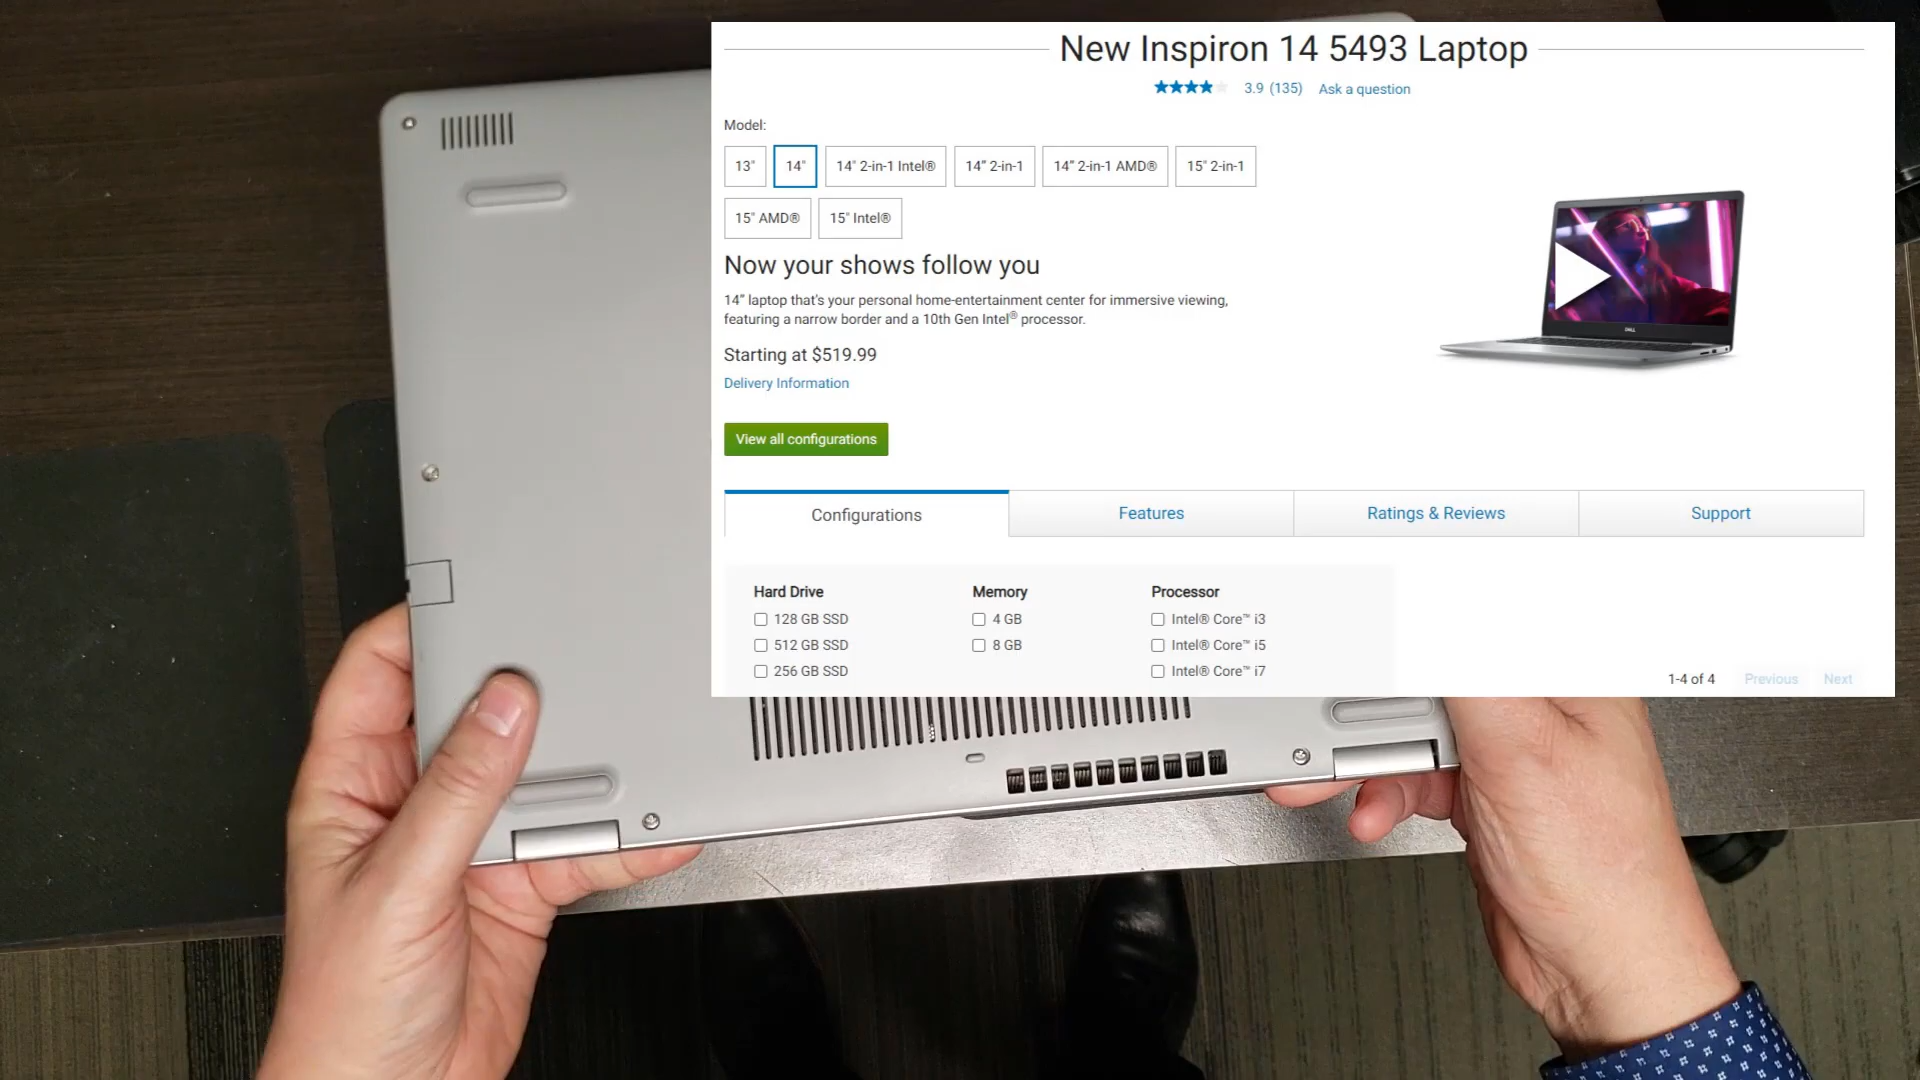 New Inspiron 14 5493 Laptop
3.9 (135) Ask a question
Model:
13" 14" 14" 2-in-1 Intel® 14” 2-in-1 14” 2-in-1 AMD® 15" 2-in-1
15" AMD® 15" Intel®
Now your shows follow you
14” laptop that's your personal home-entertainment center for immersive viewing,
featuring a narrow border and a 10th Gen Intel® processor.
Starting at $519.99
Delivery Information
View all configurations
DELL
Configurations Features Ratings & Reviews Support
Hard Drive Memory Processor
128 GB SSD 4 GB Intel® Core™ i3
512 GB SSD 8 GB Intel® Core™ i5
256 GB SSD Intel® Core™ i7
1-4 of 4 Previous Next